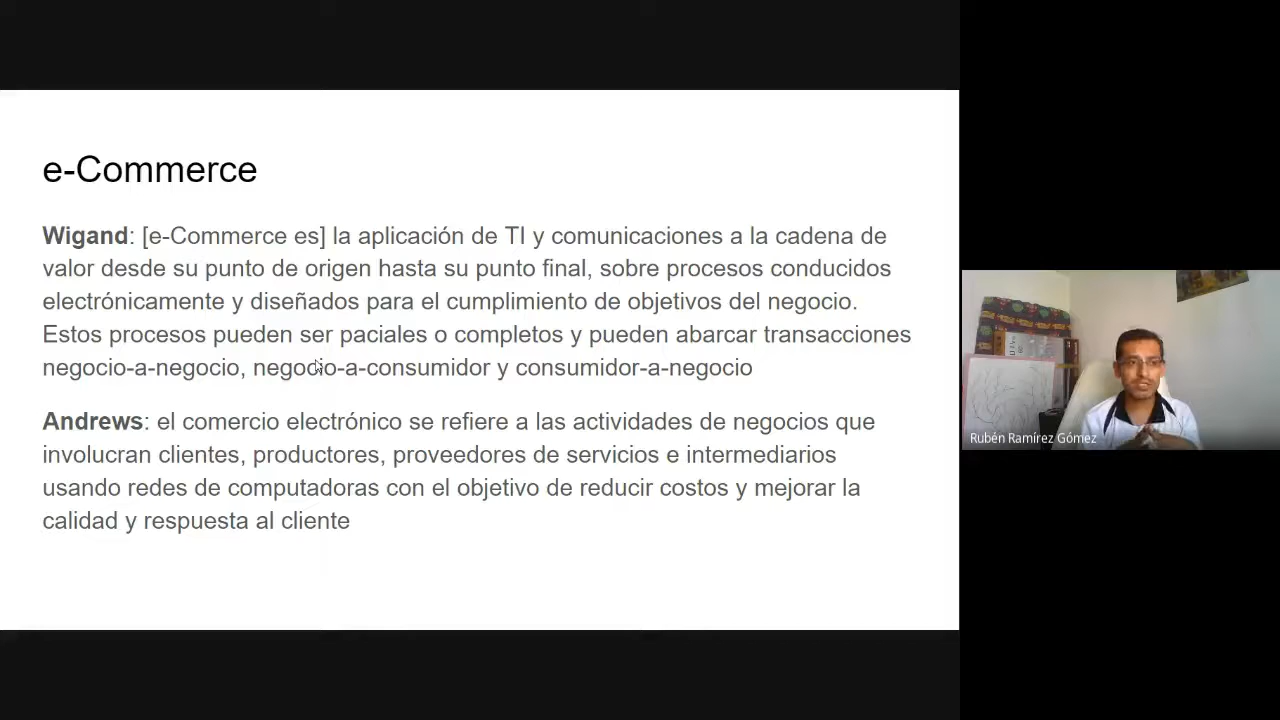 e-Commerce
Wigand: [e-Commerce es] la aplicación de TI y comunicaciones a la cadena de
valor desde su punto de origen hasta su punto final, sobre procesos conducidos
electrónicamente y diseñados para el cumplimiento de objetivos del negocio.
Estos procesos pueden ser paciales o completos y pueden abarcar transacciones
negocio-a-negocio, negocio-a-consumidor y consumidor-a-negocio
Andrews: el comercio electrónico se refiere a las actividades de negocios que
involucran clientes, productores, proveedores de servicios e intermediarios
usando redes de computadoras con el objetivo de reducir costos y mejorar la
calidad y respuesta al cliente
Rubén Ramírez Gómez